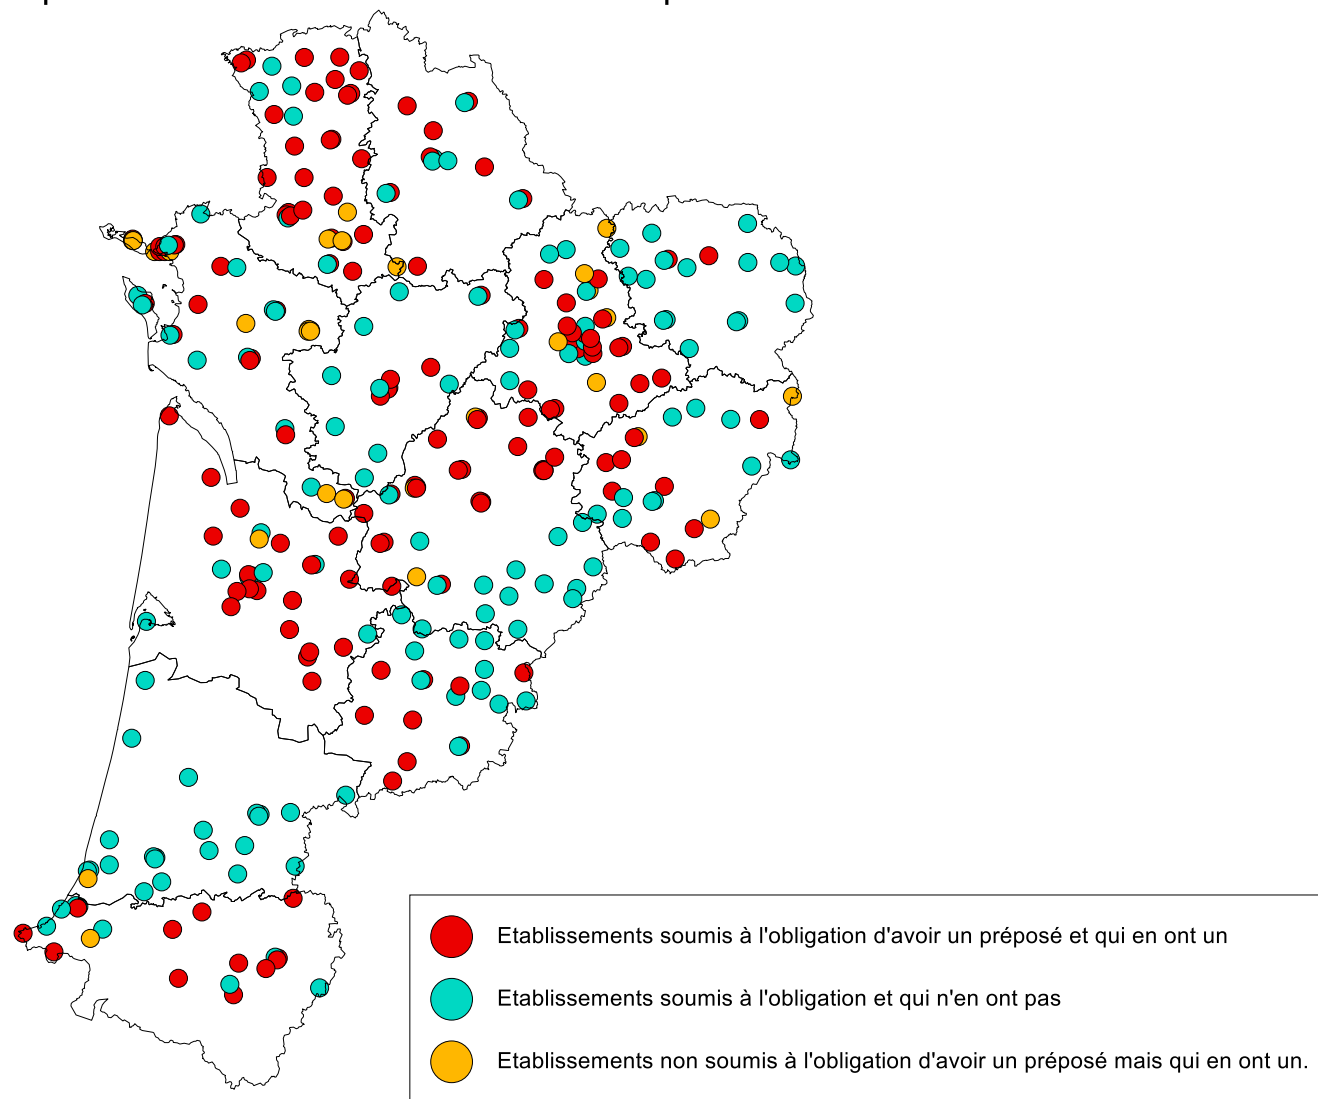 Etablissements soumis à l'obligation d'avoir un préposé et qui en ont un
Etablissements soumis à l'obligation et qui n'en ont pas
Etablissements non soumis à l'obligation d'avoir un préposé mais qui en ont un.